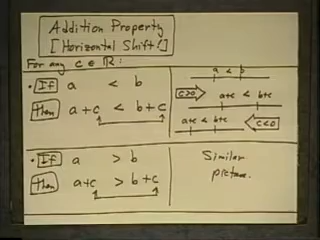 Addition Property
[Horizontal Shift!]
For any c ∈ ℝ:
• If a < b
Then a+c < b+c
a < b
c>0 a+c < b+c
a+c < b+c c<0
• If a > b
Then a+c > b+c
Similar
picture.